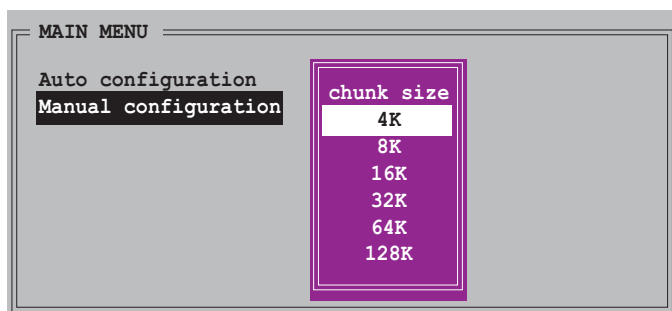 MAIN MENU
Auto configuration
Manual configuration
chunk size
4K
8K
16K
32K
64K
128K